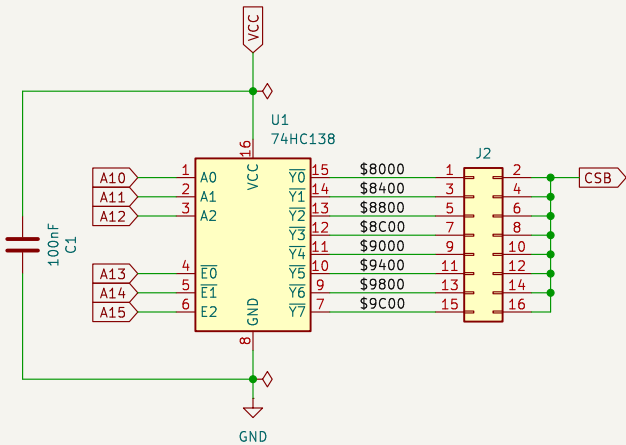 VCC
U1
74HC138
16
VCC
A10 1 A0 Y0 15 $8000 1 J2 2 CSB
A11 2 A1 Y1 14 $8400 3 4
A12 3 A2 Y2 13 $8800 5 6
Y3 12 $8C00 7 8
100nF
C1
Y4 11 $9000 9 10
A13 4 E0 Y5 10 $9400 11 12
A14 5 E1 Y6 9 $9800 13 14
A15 6 E2 Y7 7 $9C00 15 16
GND
8
GND